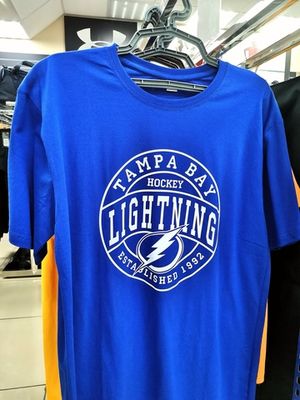 TAMPA BAY
HOCKEY
LIGHTNING
ESTABLISHED 1992